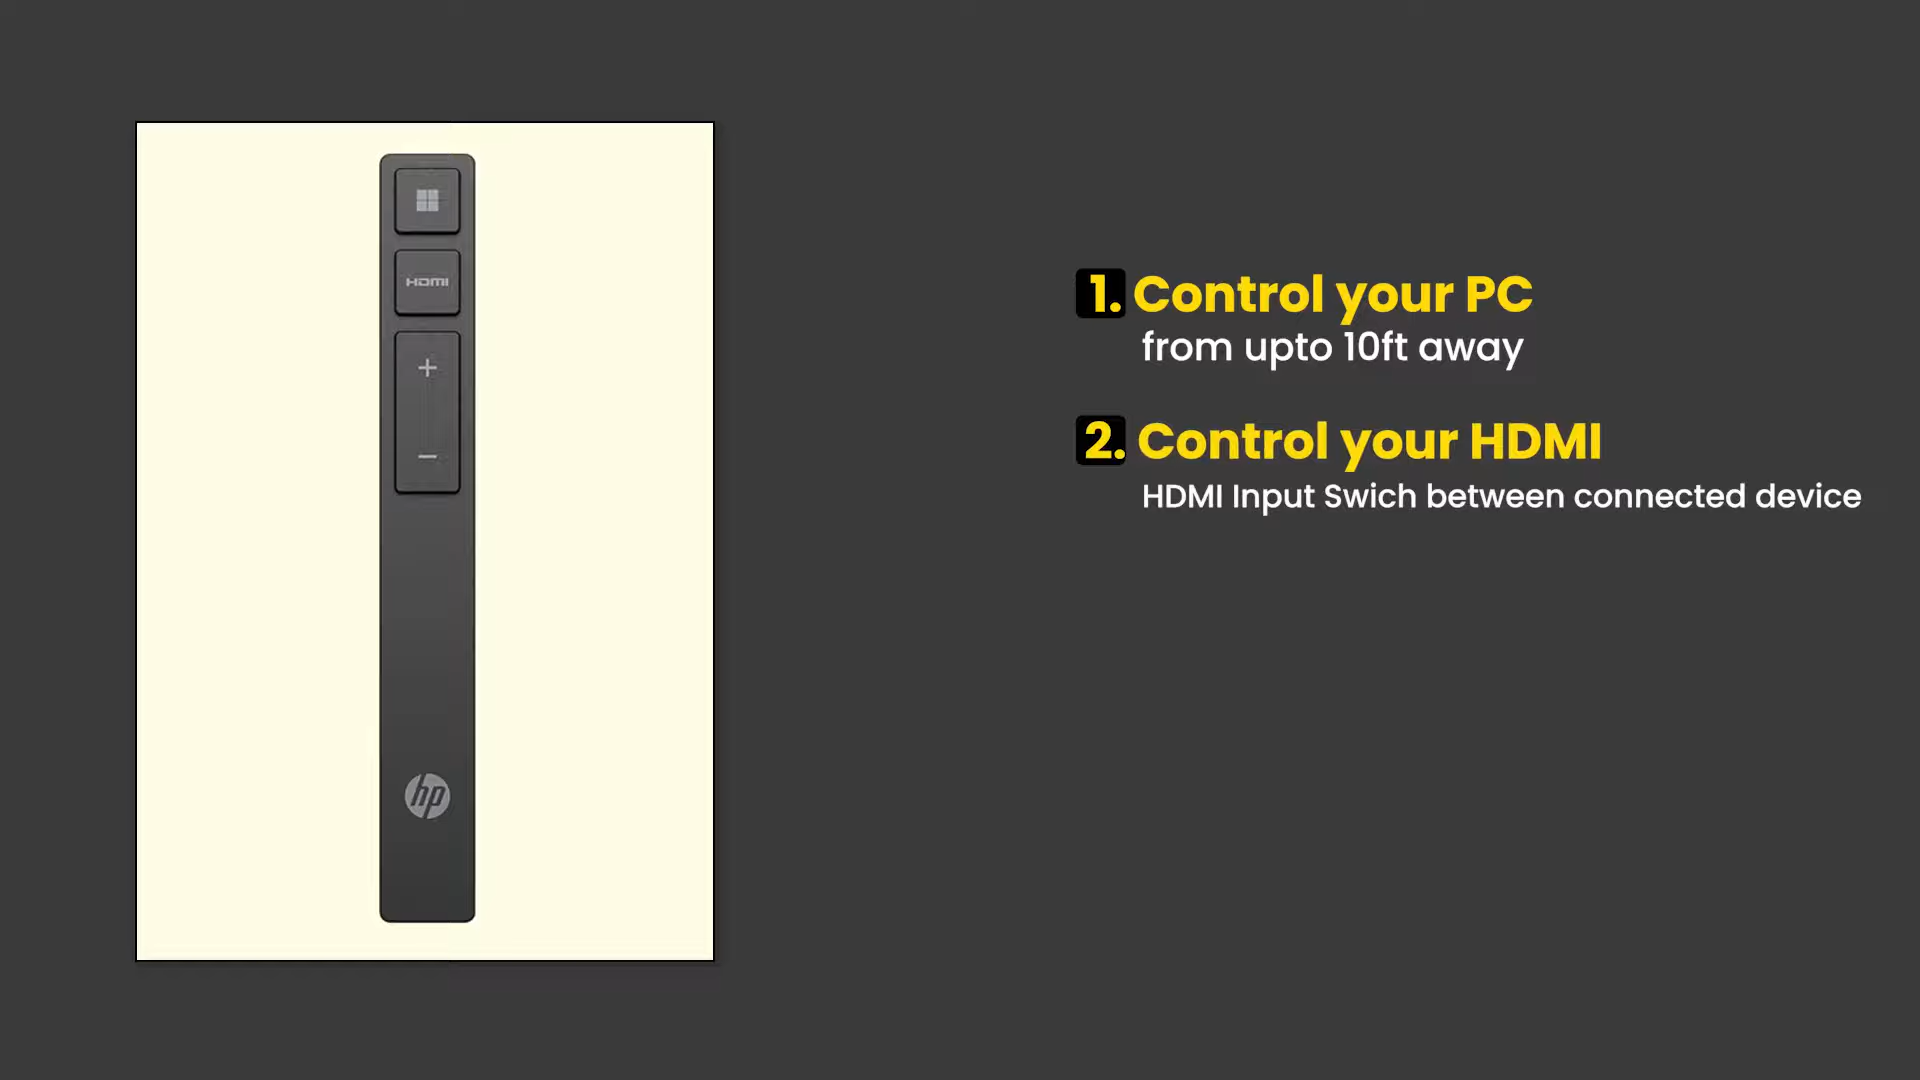 HDMI
+
−
hp
1. Control your PC
from upto 10ft away
2. Control your HDMI
HDMI Input Swich between connected device